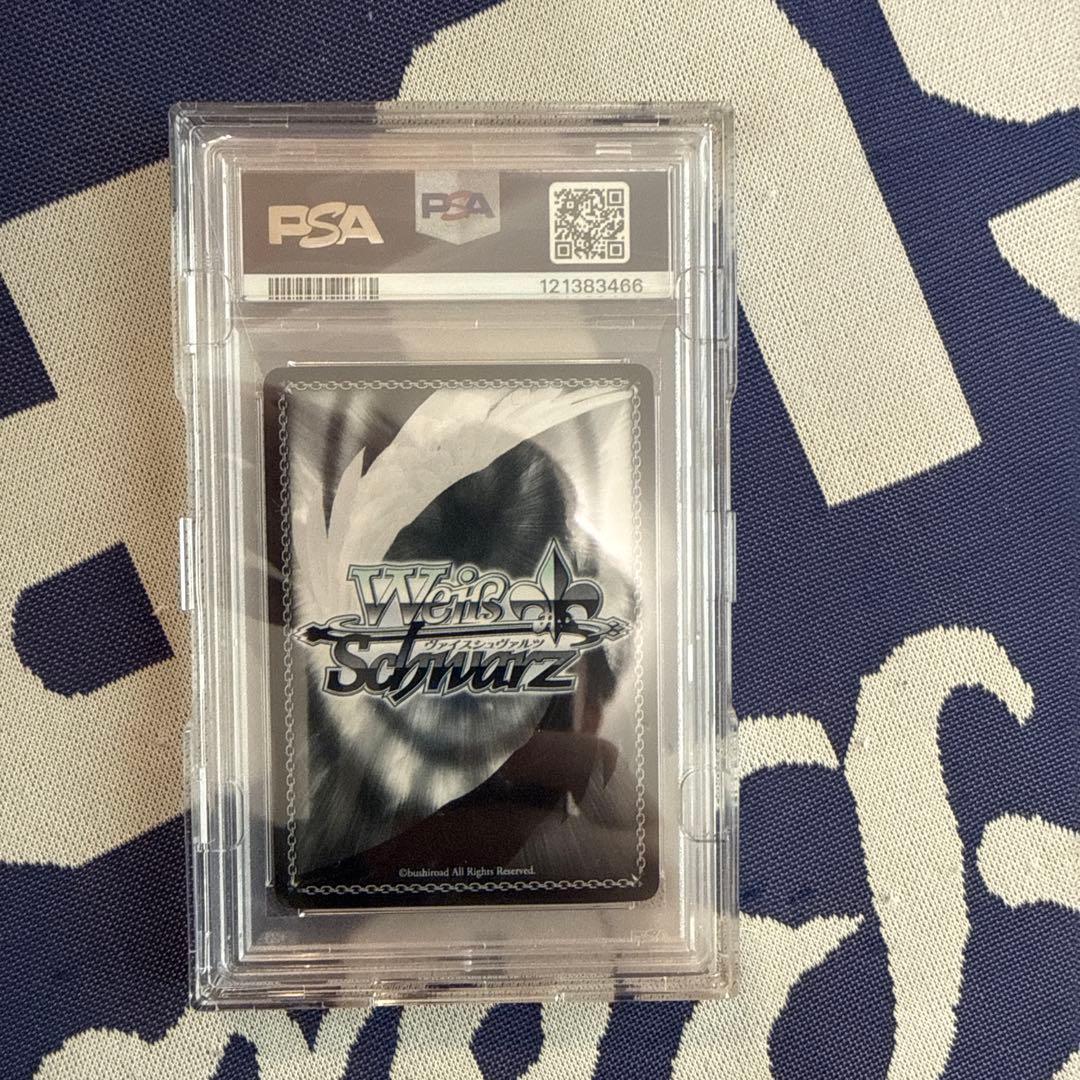 PSA
PSA
121383466
Weiß
ヴァイスシュヴァルツ
Schwarz
©bushiroad All Rights Reserved.